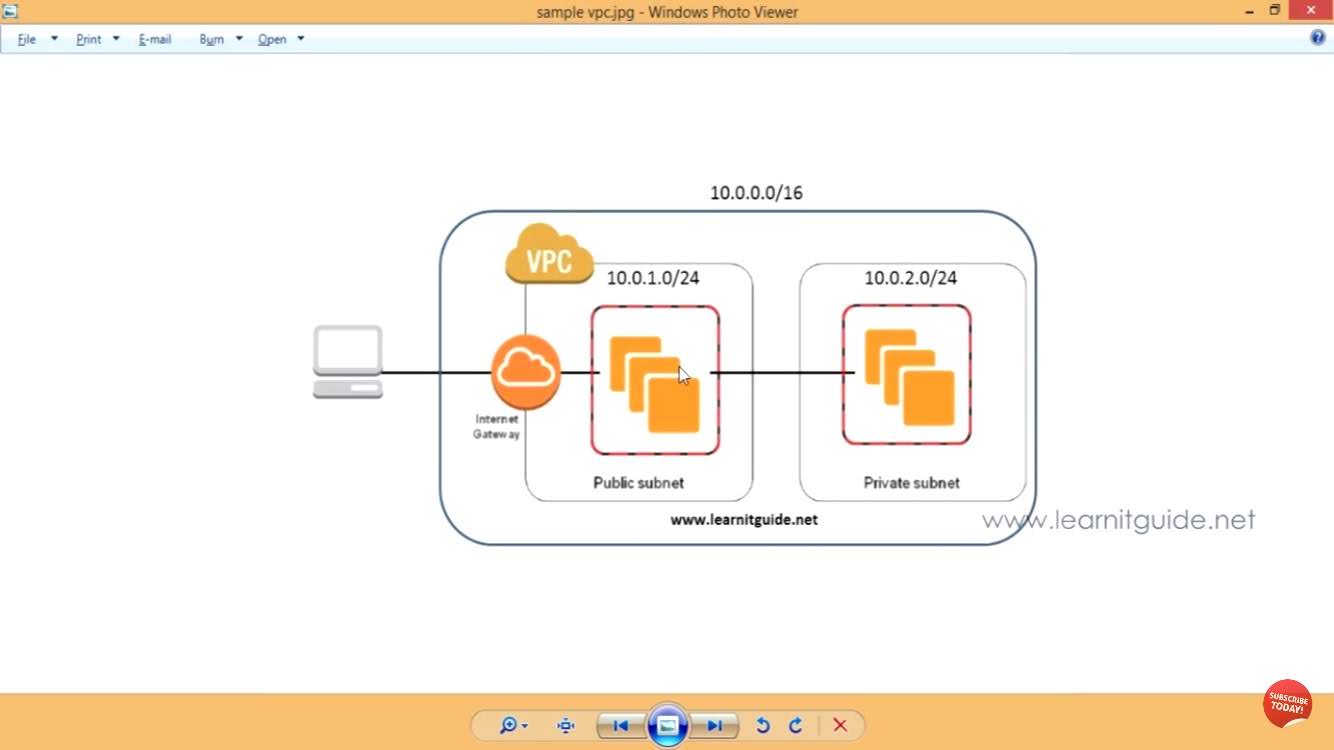 sample vpc.jpg - Windows Photo Viewer
File Print E-mail Burn Open
10.0.0.0/16
VPC
10.0.1.0/24
10.0.2.0/24
Internet
Gateway
Public subnet
Private subnet
www.learnitguide.net
www.learnitguide.net
SUBSCRIBE
TODAY!